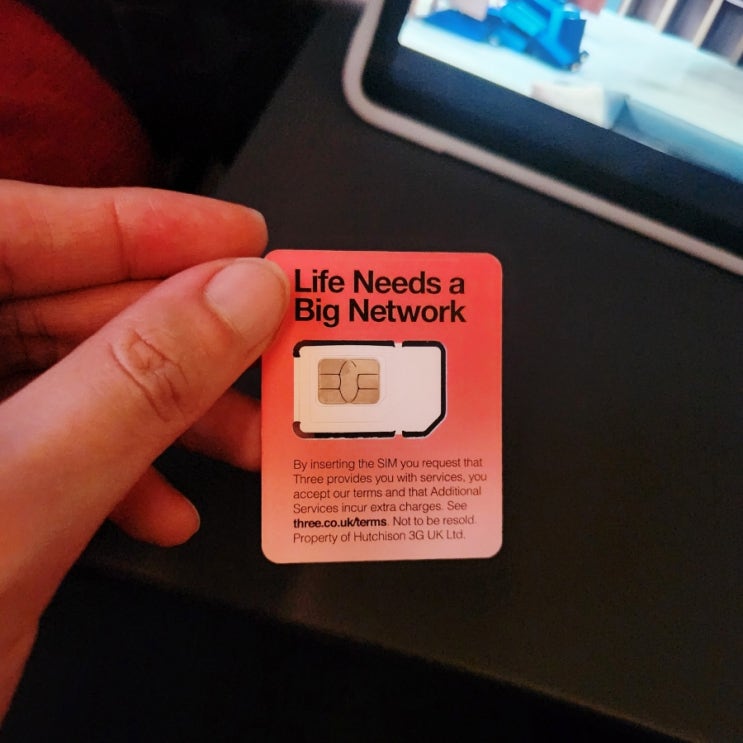 Life Needs a
Big Network
By inserting the SIM you request that
Three provides you with services, you
accept our terms and that Additional
Services incur extra charges. See
three.co.uk/terms. Not to be resold.
Property of Hutchison 3G UK Ltd.